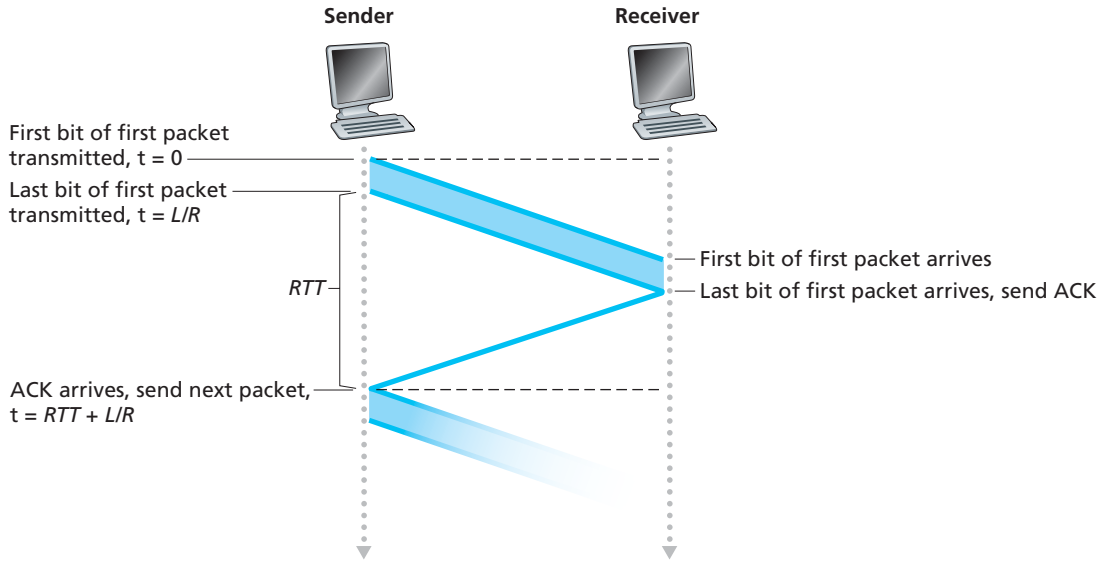 Sender
Receiver
First bit of first packet
transmitted, t = 0
Last bit of first packet
transmitted, t = L/R
First bit of first packet arrives
RTT
Last bit of first packet arrives, send ACK
ACK arrives, send next packet,
t = RTT + L/R